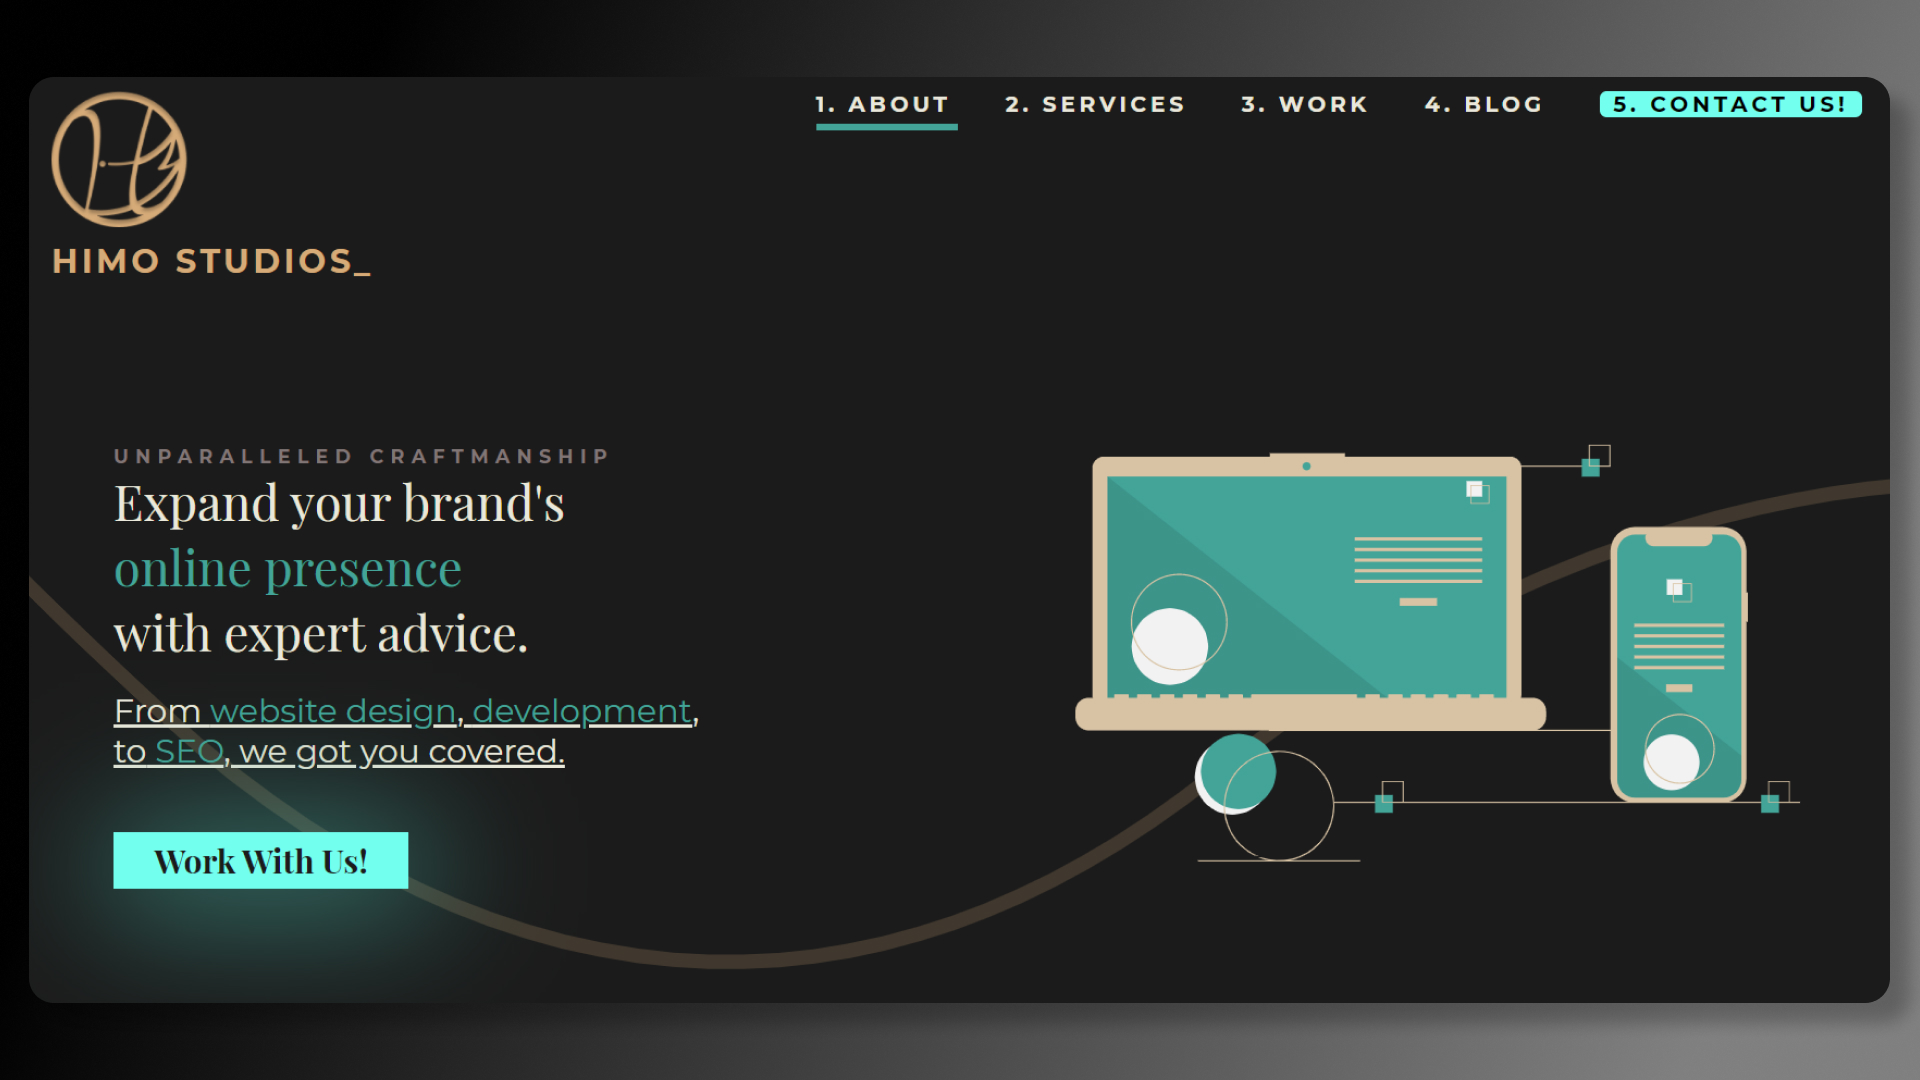 1. ABOUT
2. SERVICES
3. WORK
4. BLOG
5. CONTACT US!
HIMO STUDIOS_
UNPARALLELED CRAFTMANSHIP
Expand your brand's
online presence
with expert advice.
From website design, development,
to SEO, we got you covered.
Work With Us!